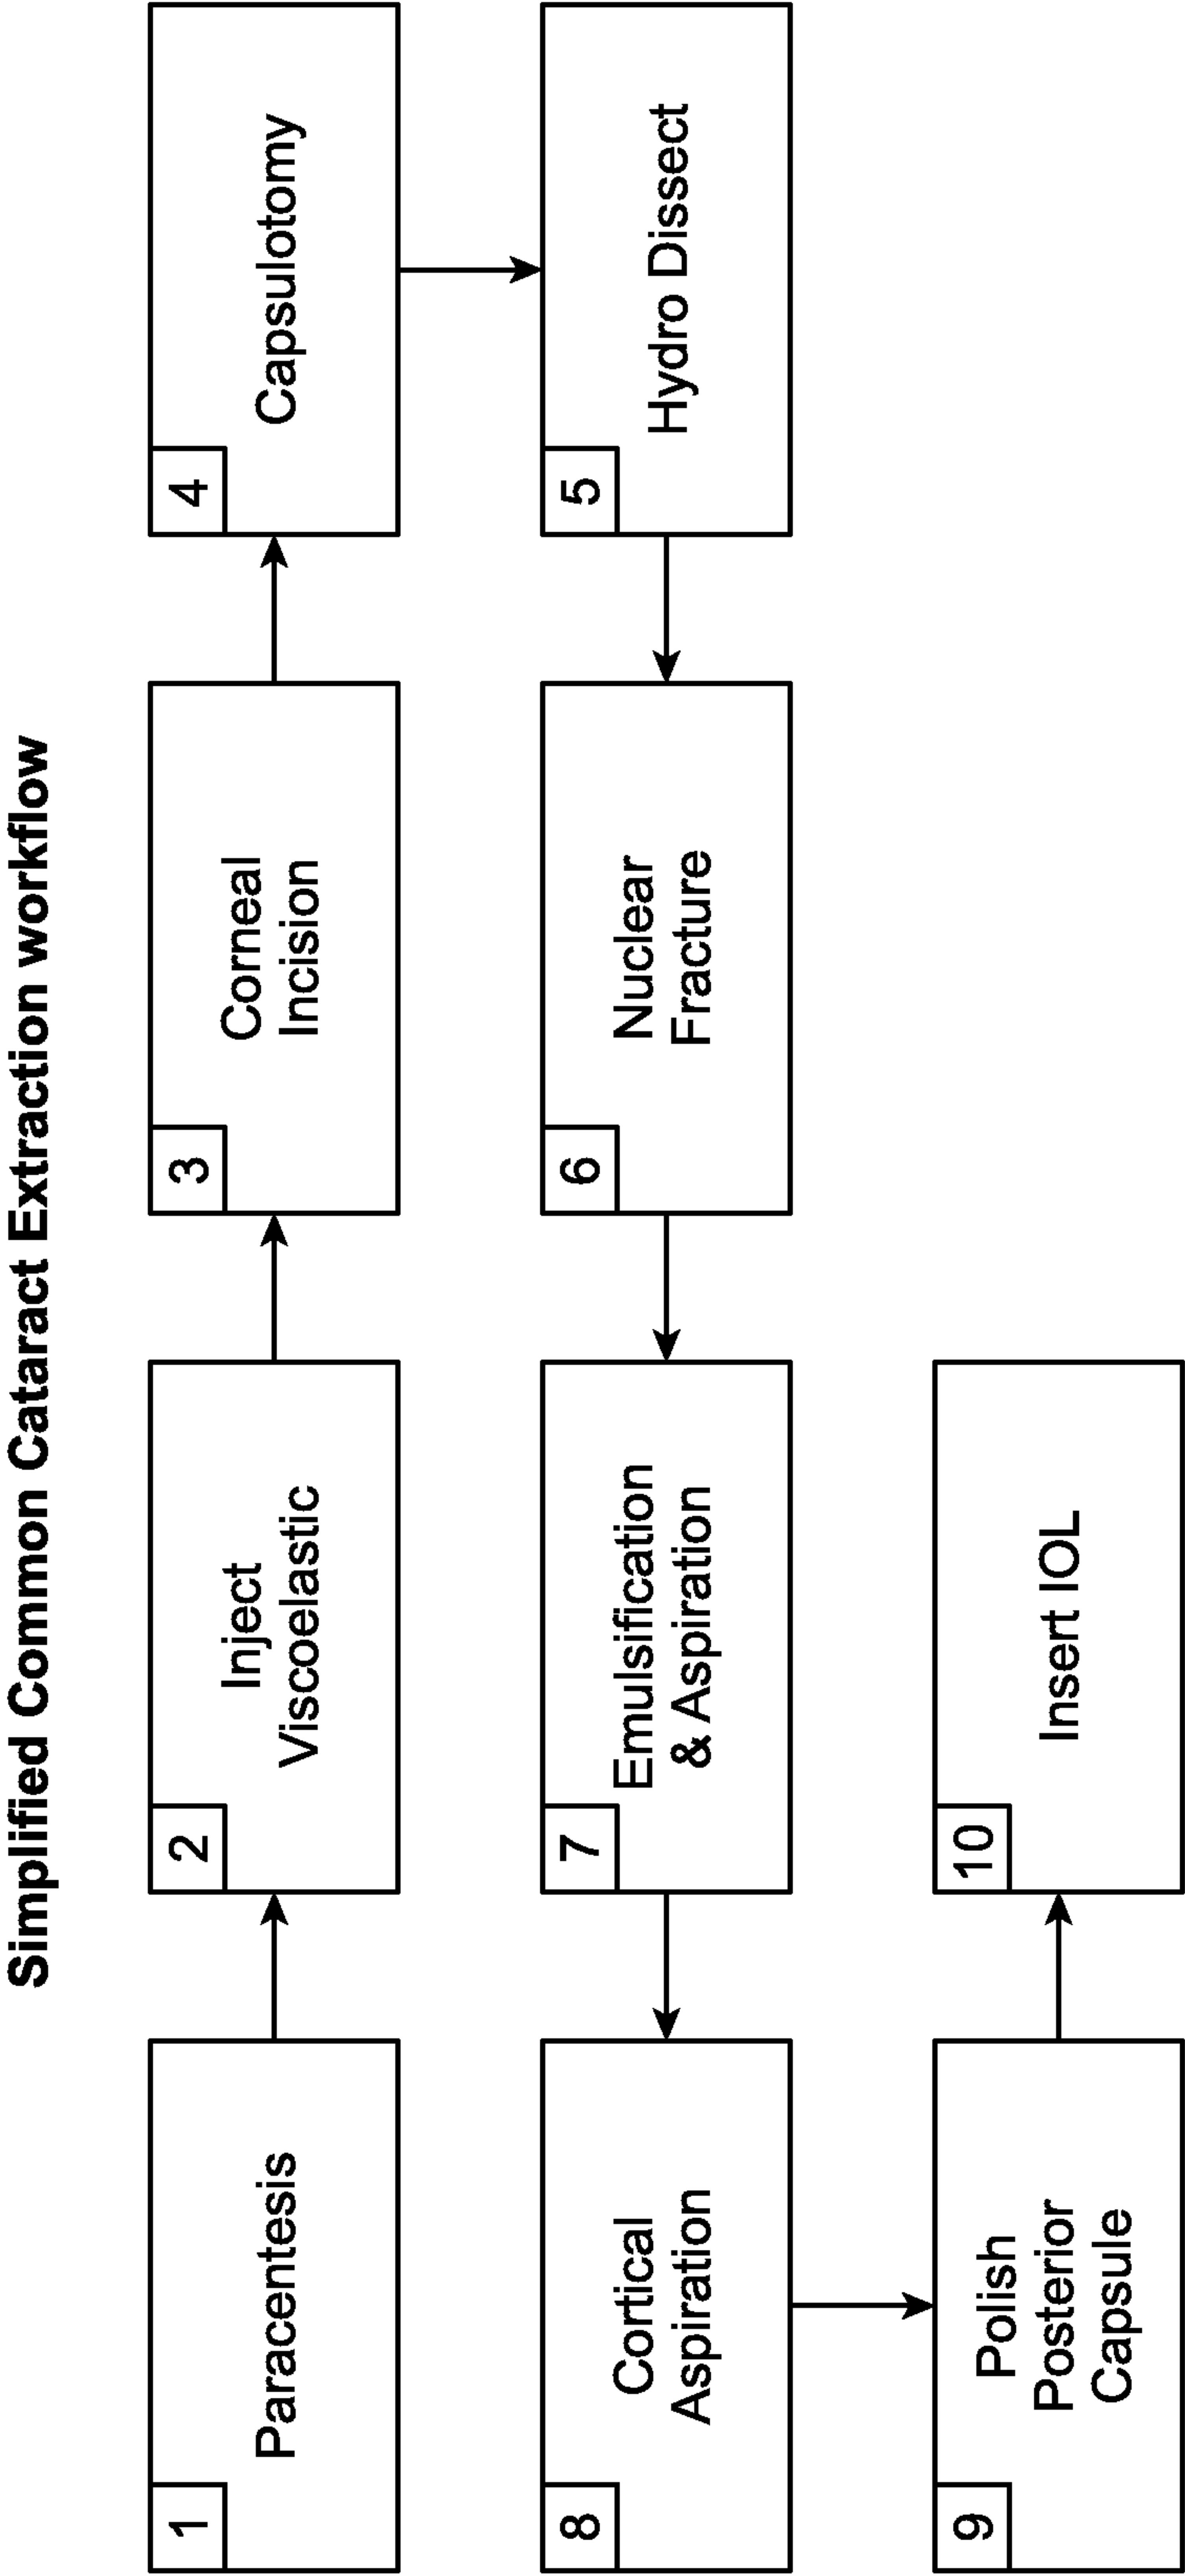 Simplified Common Cataract Extraction workflow
1
Paracentesis
2
Inject
Viscoelastic
3
Corneal
Incision
4
Capsulotomy
5
Hydro Dissect
6
Nuclear
Fracture
7
Emulsification
& Aspiration
8
Cortical
Aspiration
9
Polish
Posterior
Capsule
10
Insert IOL